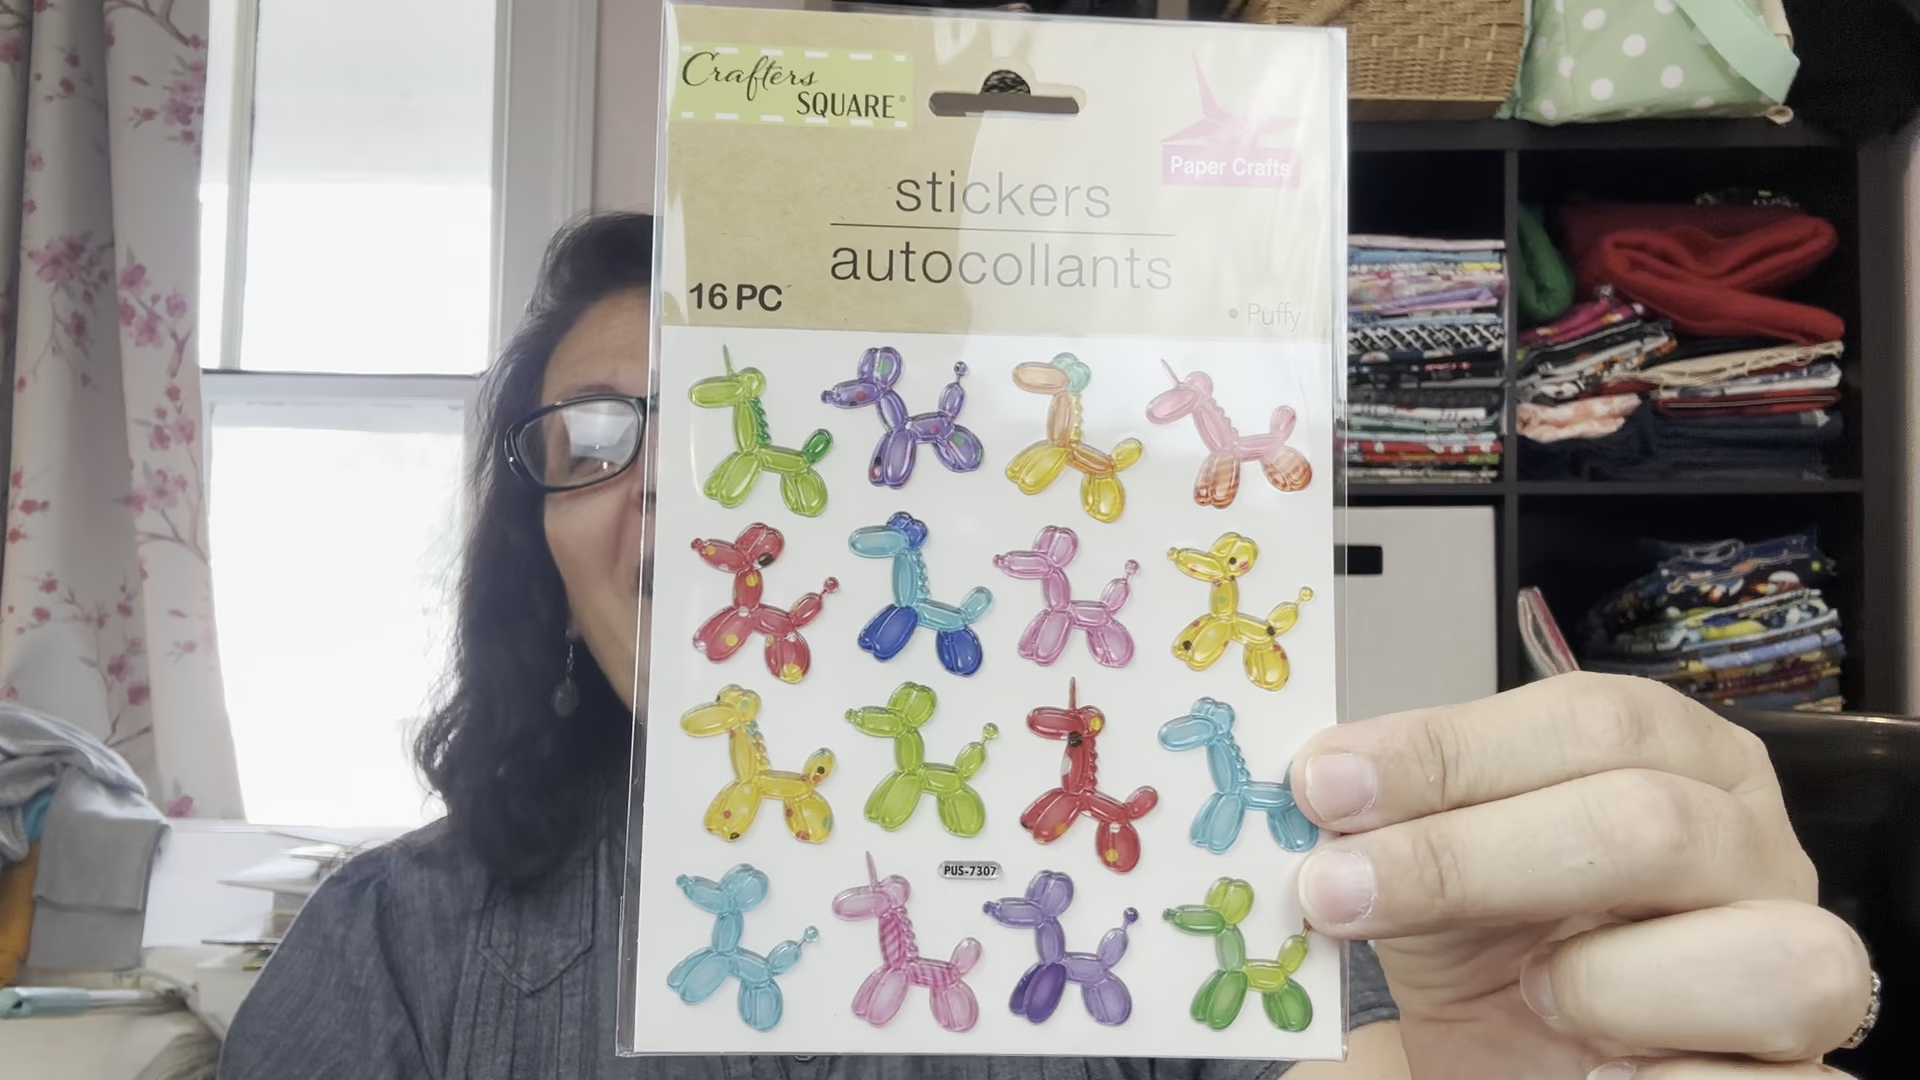 Crafters
SQUARE
Paper Crafts
stickers
autocollants
16 PC
• Puffy
PUS-7307